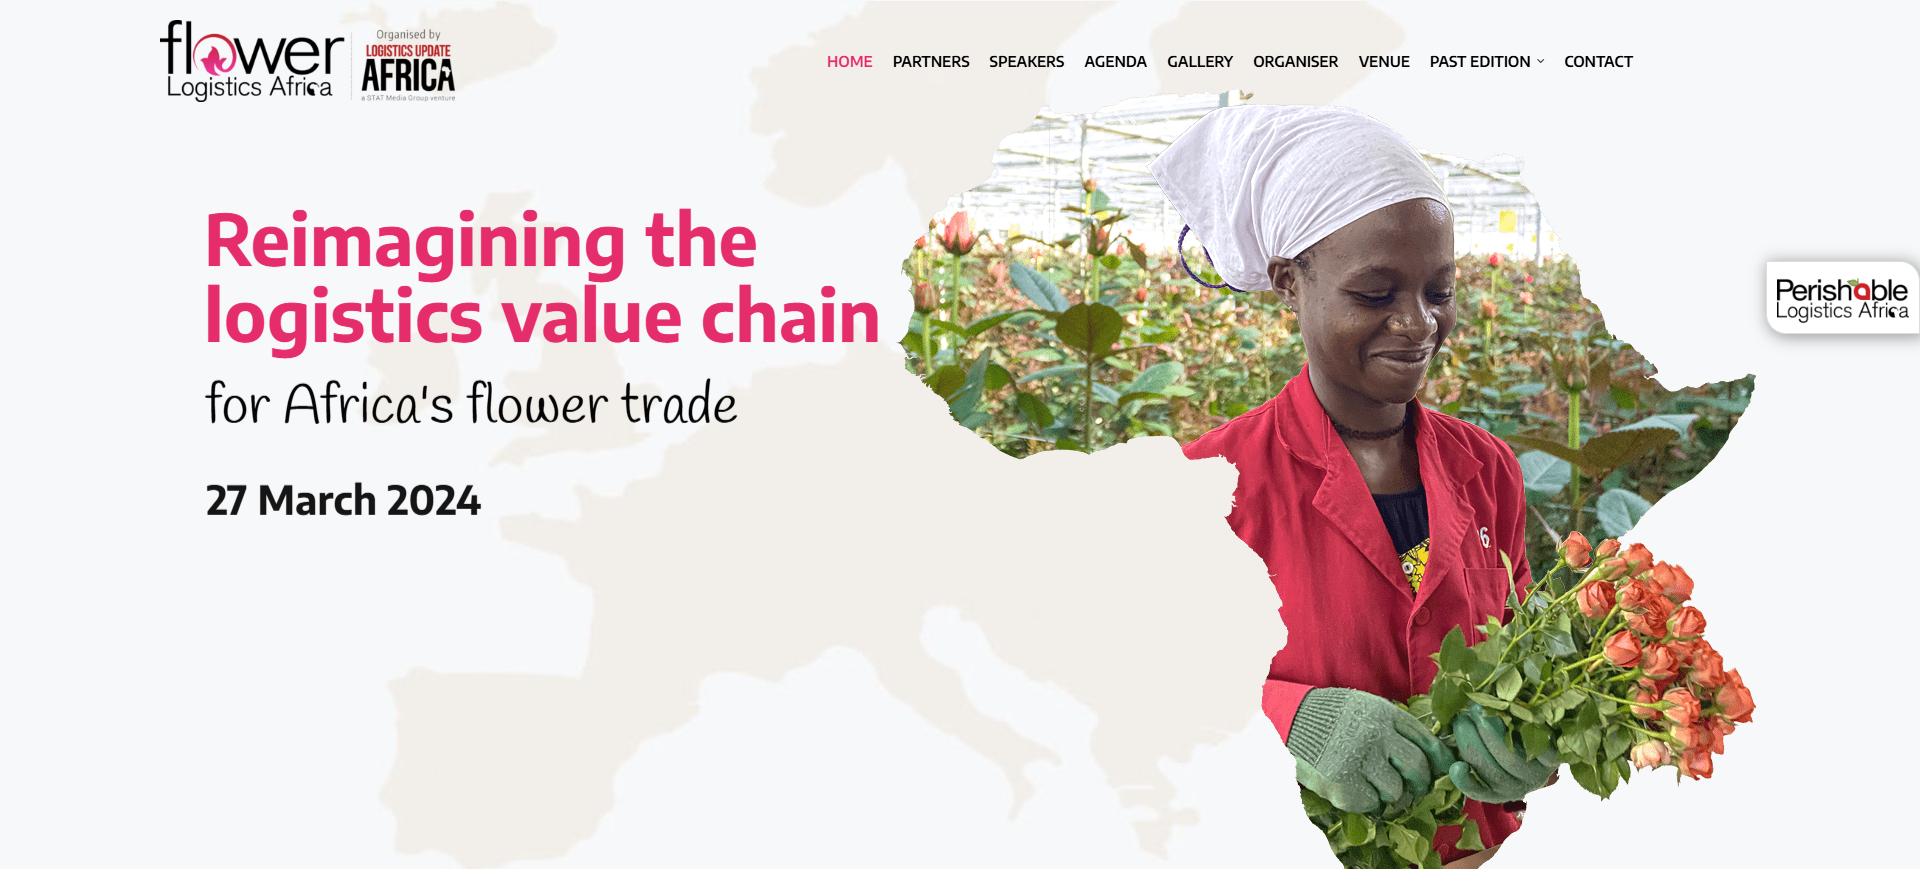 flower
Logistics Africa
Organised by
LOGISTICS UPDATE
AFRICA
a STAT Media Group venture
HOME PARTNERS SPEAKERS AGENDA GALLERY ORGANISER VENUE PAST EDITION CONTACT
Reimagining the
logistics value chain
for Africa's flower trade
27 March 2024
Perishable
Logistics Africa
6